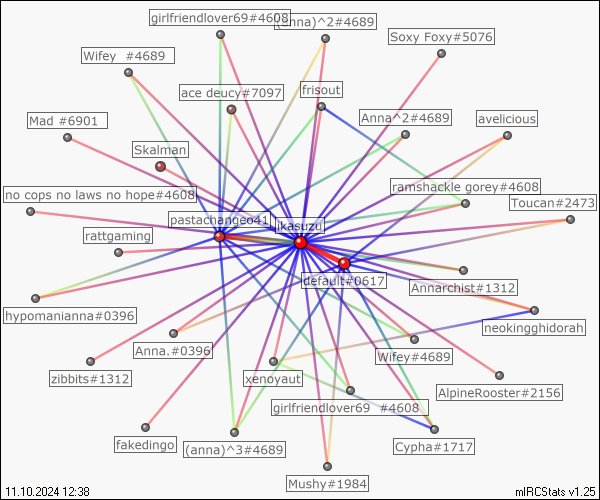 girlfriendlover69#4608
(anna)^2#4689
Soxy Foxy#5076
Wifey  #4689
ace deucy#7097
frisout
Mad #6901
Anna^2#4689
avelicious
Skalman
no cops no laws no hope#4608
ramshackle gorey#4608
Toucan#2473
pastachangeo41
ikasuzu
rattgaming
default#0617
Annarchist#1312
hypomanianna#0396
neokingghidorah
Anna.#0396
Wifey#4689
zibbits#1312
xenoyaut
AlpineRooster#2156
girlfriendlover69  #4608
fakedingo
(anna)^3#4689
Cypha#1717
Mushy#1984
11.10.2024 12:38
mIRCStats v1.25